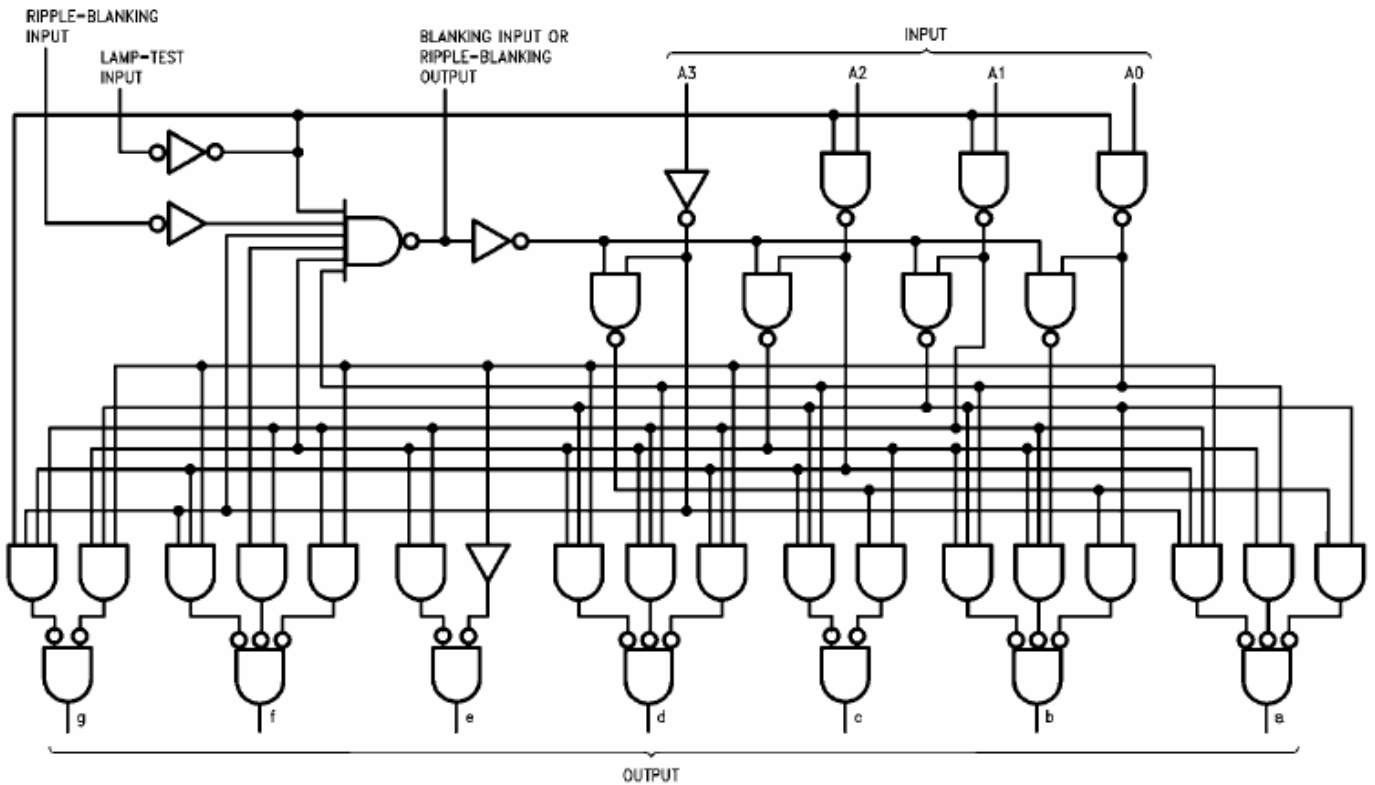 RIPPLE-BLANKING
INPUT
LAMP-TEST
INPUT
BLANKING INPUT OR
RIPPLE-BLANKING
OUTPUT
INPUT
A3 A2 A1 A0
g f e d c b a
OUTPUT